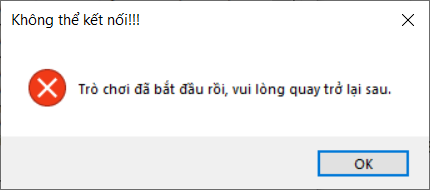 Không thể kết nối!!!
Trò chơi đã bắt đầu rồi, vui lòng quay trở lại sau.
OK